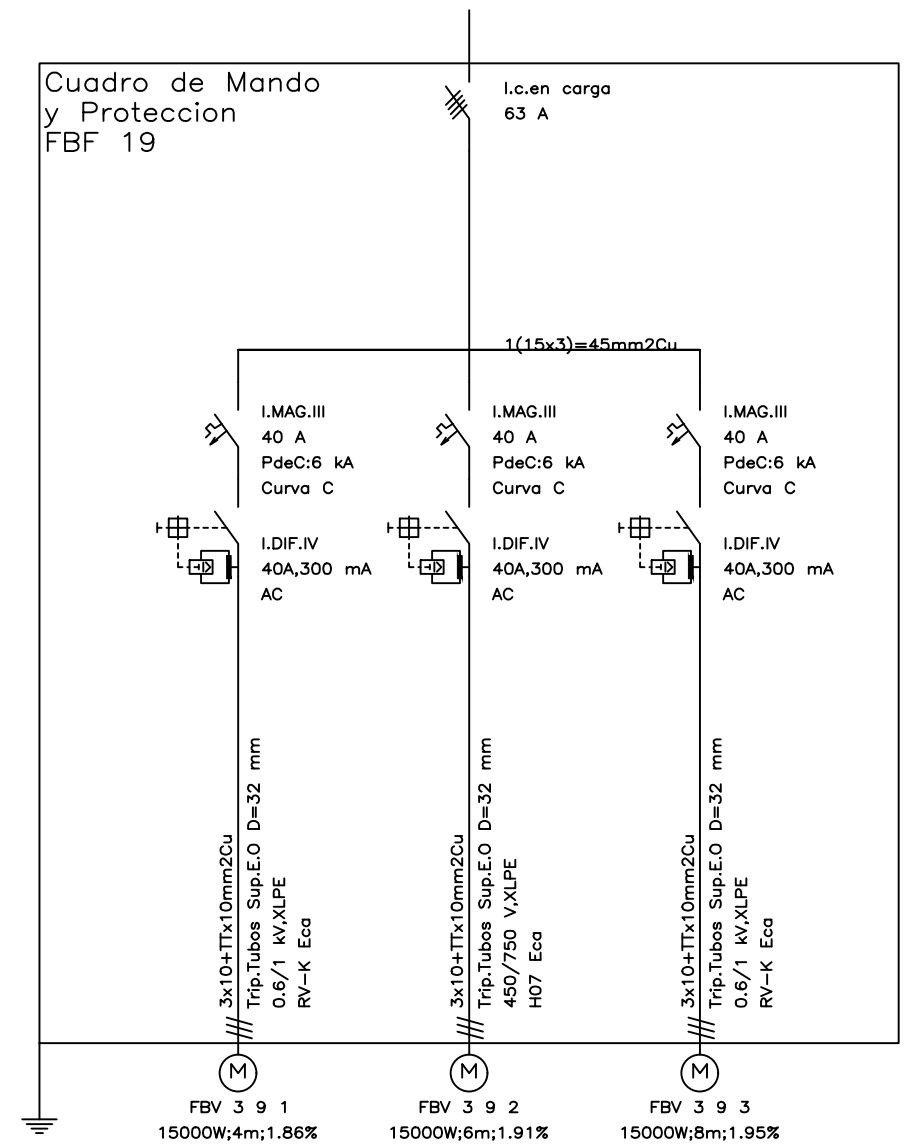 Cuadro de Mando
y Proteccion
FBF 19
I.c.en carga
63 A
1(15x3)=45mm2Cu
I.MAG.III
40 A
PdeC:6 kA
Curva C
I.DIF.IV
40A,300 mA
AC
3x10+TTx10mm2Cu
Trip.Tubos Sup.E.O D=32 mm
0.6/1 kV,XLPE
RV-K Eca
M
FBV 3 9 1
15000W;4m;1.86%
I.MAG.III
40 A
PdeC:6 kA
Curva C
I.DIF.IV
40A,300 mA
AC
3x10+TTx10mm2Cu
Trip.Tubos Sup.E.O D=32 mm
450/750 V,XLPE
H07 Eca
M
FBV 3 9 2
15000W;6m;1.91%
I.MAG.III
40 A
PdeC:6 kA
Curva C
I.DIF.IV
40A,300 mA
AC
3x10+TTx10mm2Cu
Trip.Tubos Sup.E.O D=32 mm
0.6/1 kV,XLPE
RV-K Eca
M
FBV 3 9 3
15000W;8m;1.95%